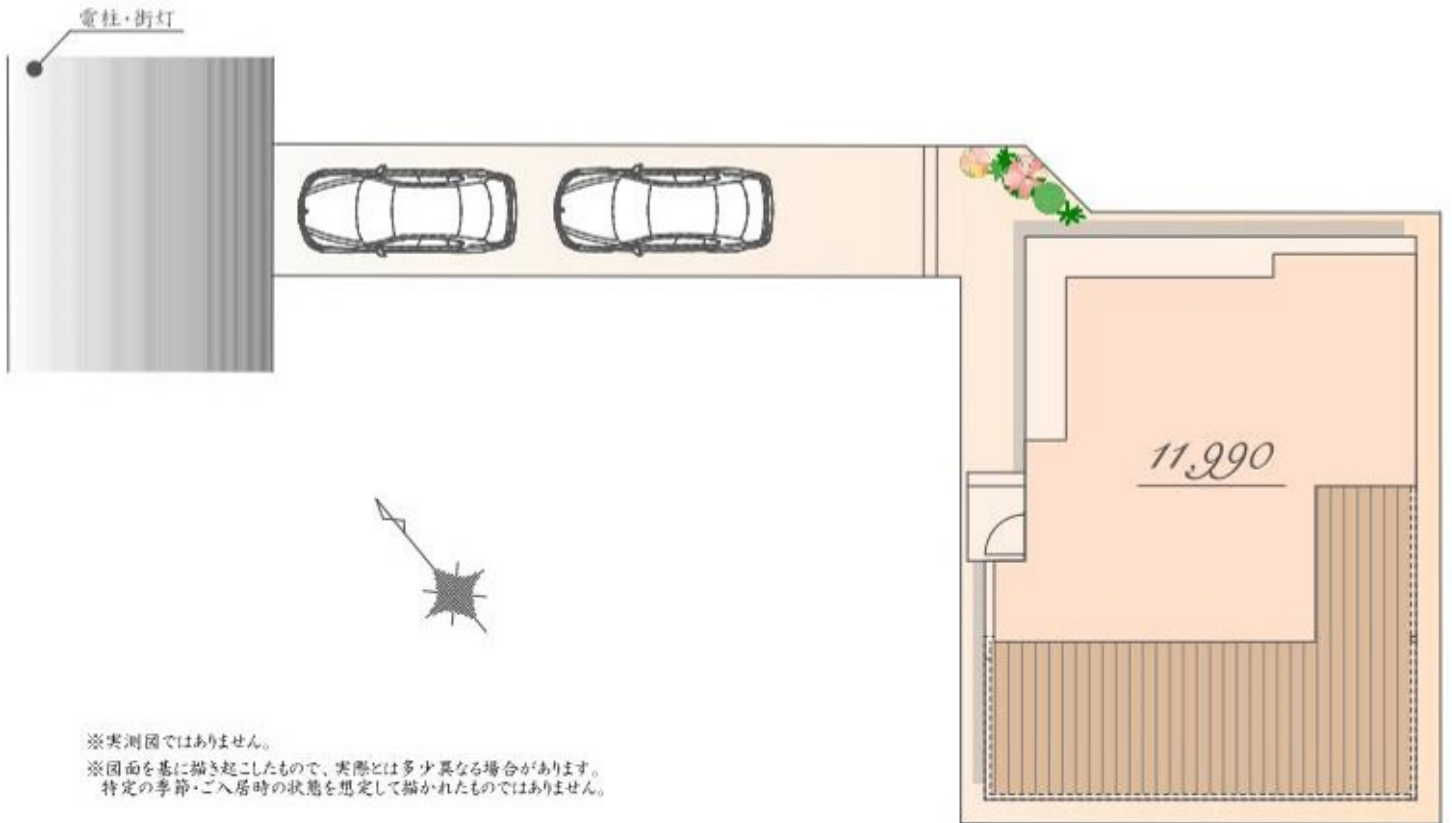 電柱・街灯
11,990
※実測図ではありません。
※図面を基に描き起こしたもので、実際とは多少異なる場合があります。
特定の季節・ご入居時の状態を想定して描かれたものではありません。